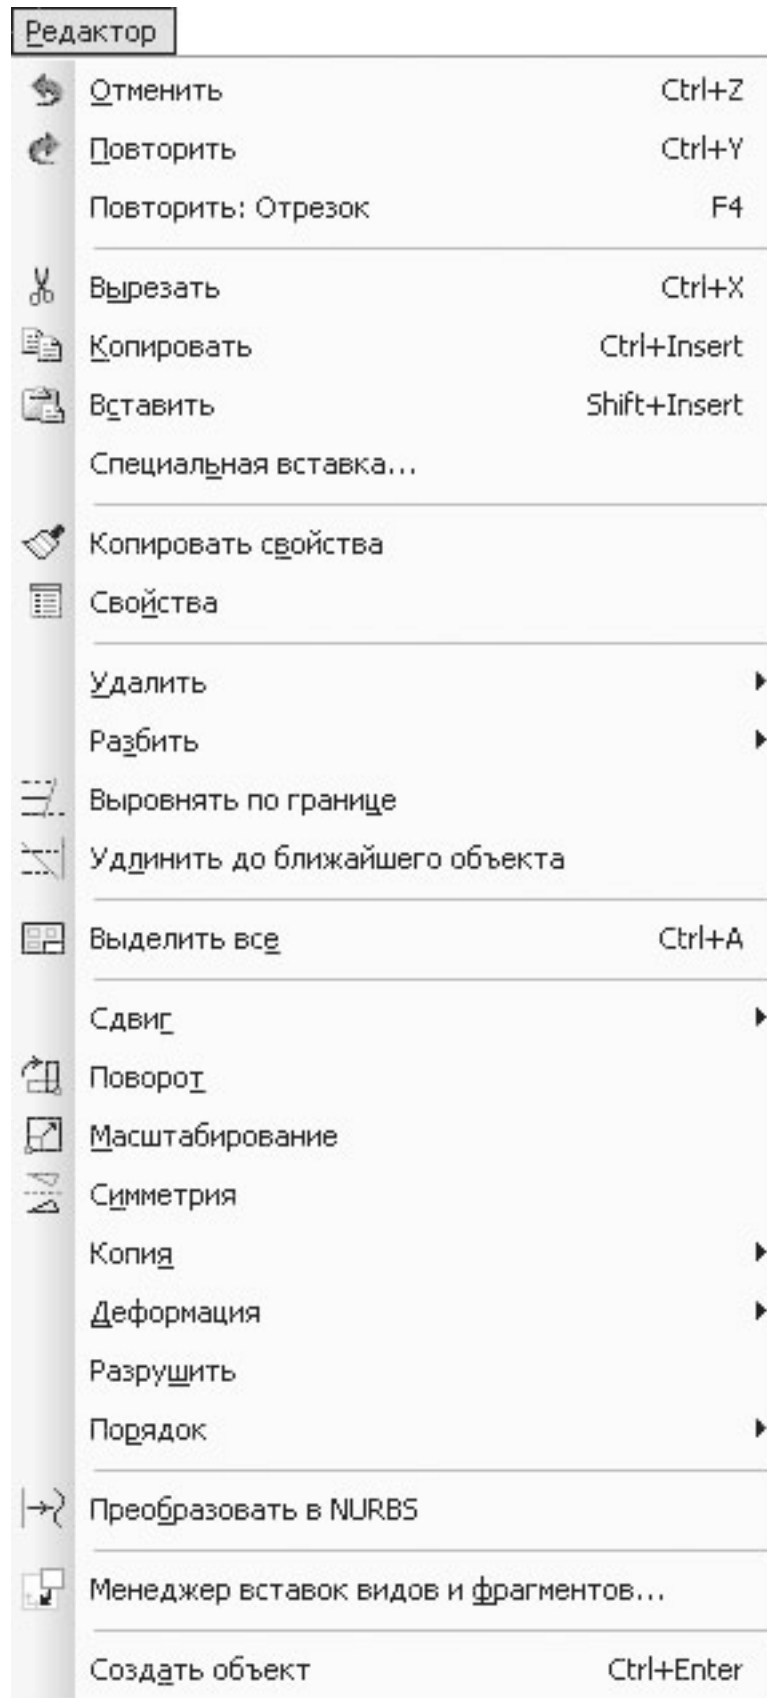 Редактор
Отменить Ctrl+Z
Повторить Ctrl+Y
Повторить: Отрезок F4
Вырезать Ctrl+X
Копировать Ctrl+Insert
Вставить Shift+Insert
Специальная вставка...
Копировать свойства
Свойства
Удалить
Разбить
Выровнять по границе
Удлинить до ближайшего объекта
Выделить все Ctrl+A
Сдвиг
Поворот
Масштабирование
Симметрия
Копия
Деформация
Разрушить
Порядок
Преобразовать в NURBS
Менеджер вставок видов и фрагментов...
Создать объект Ctrl+Enter